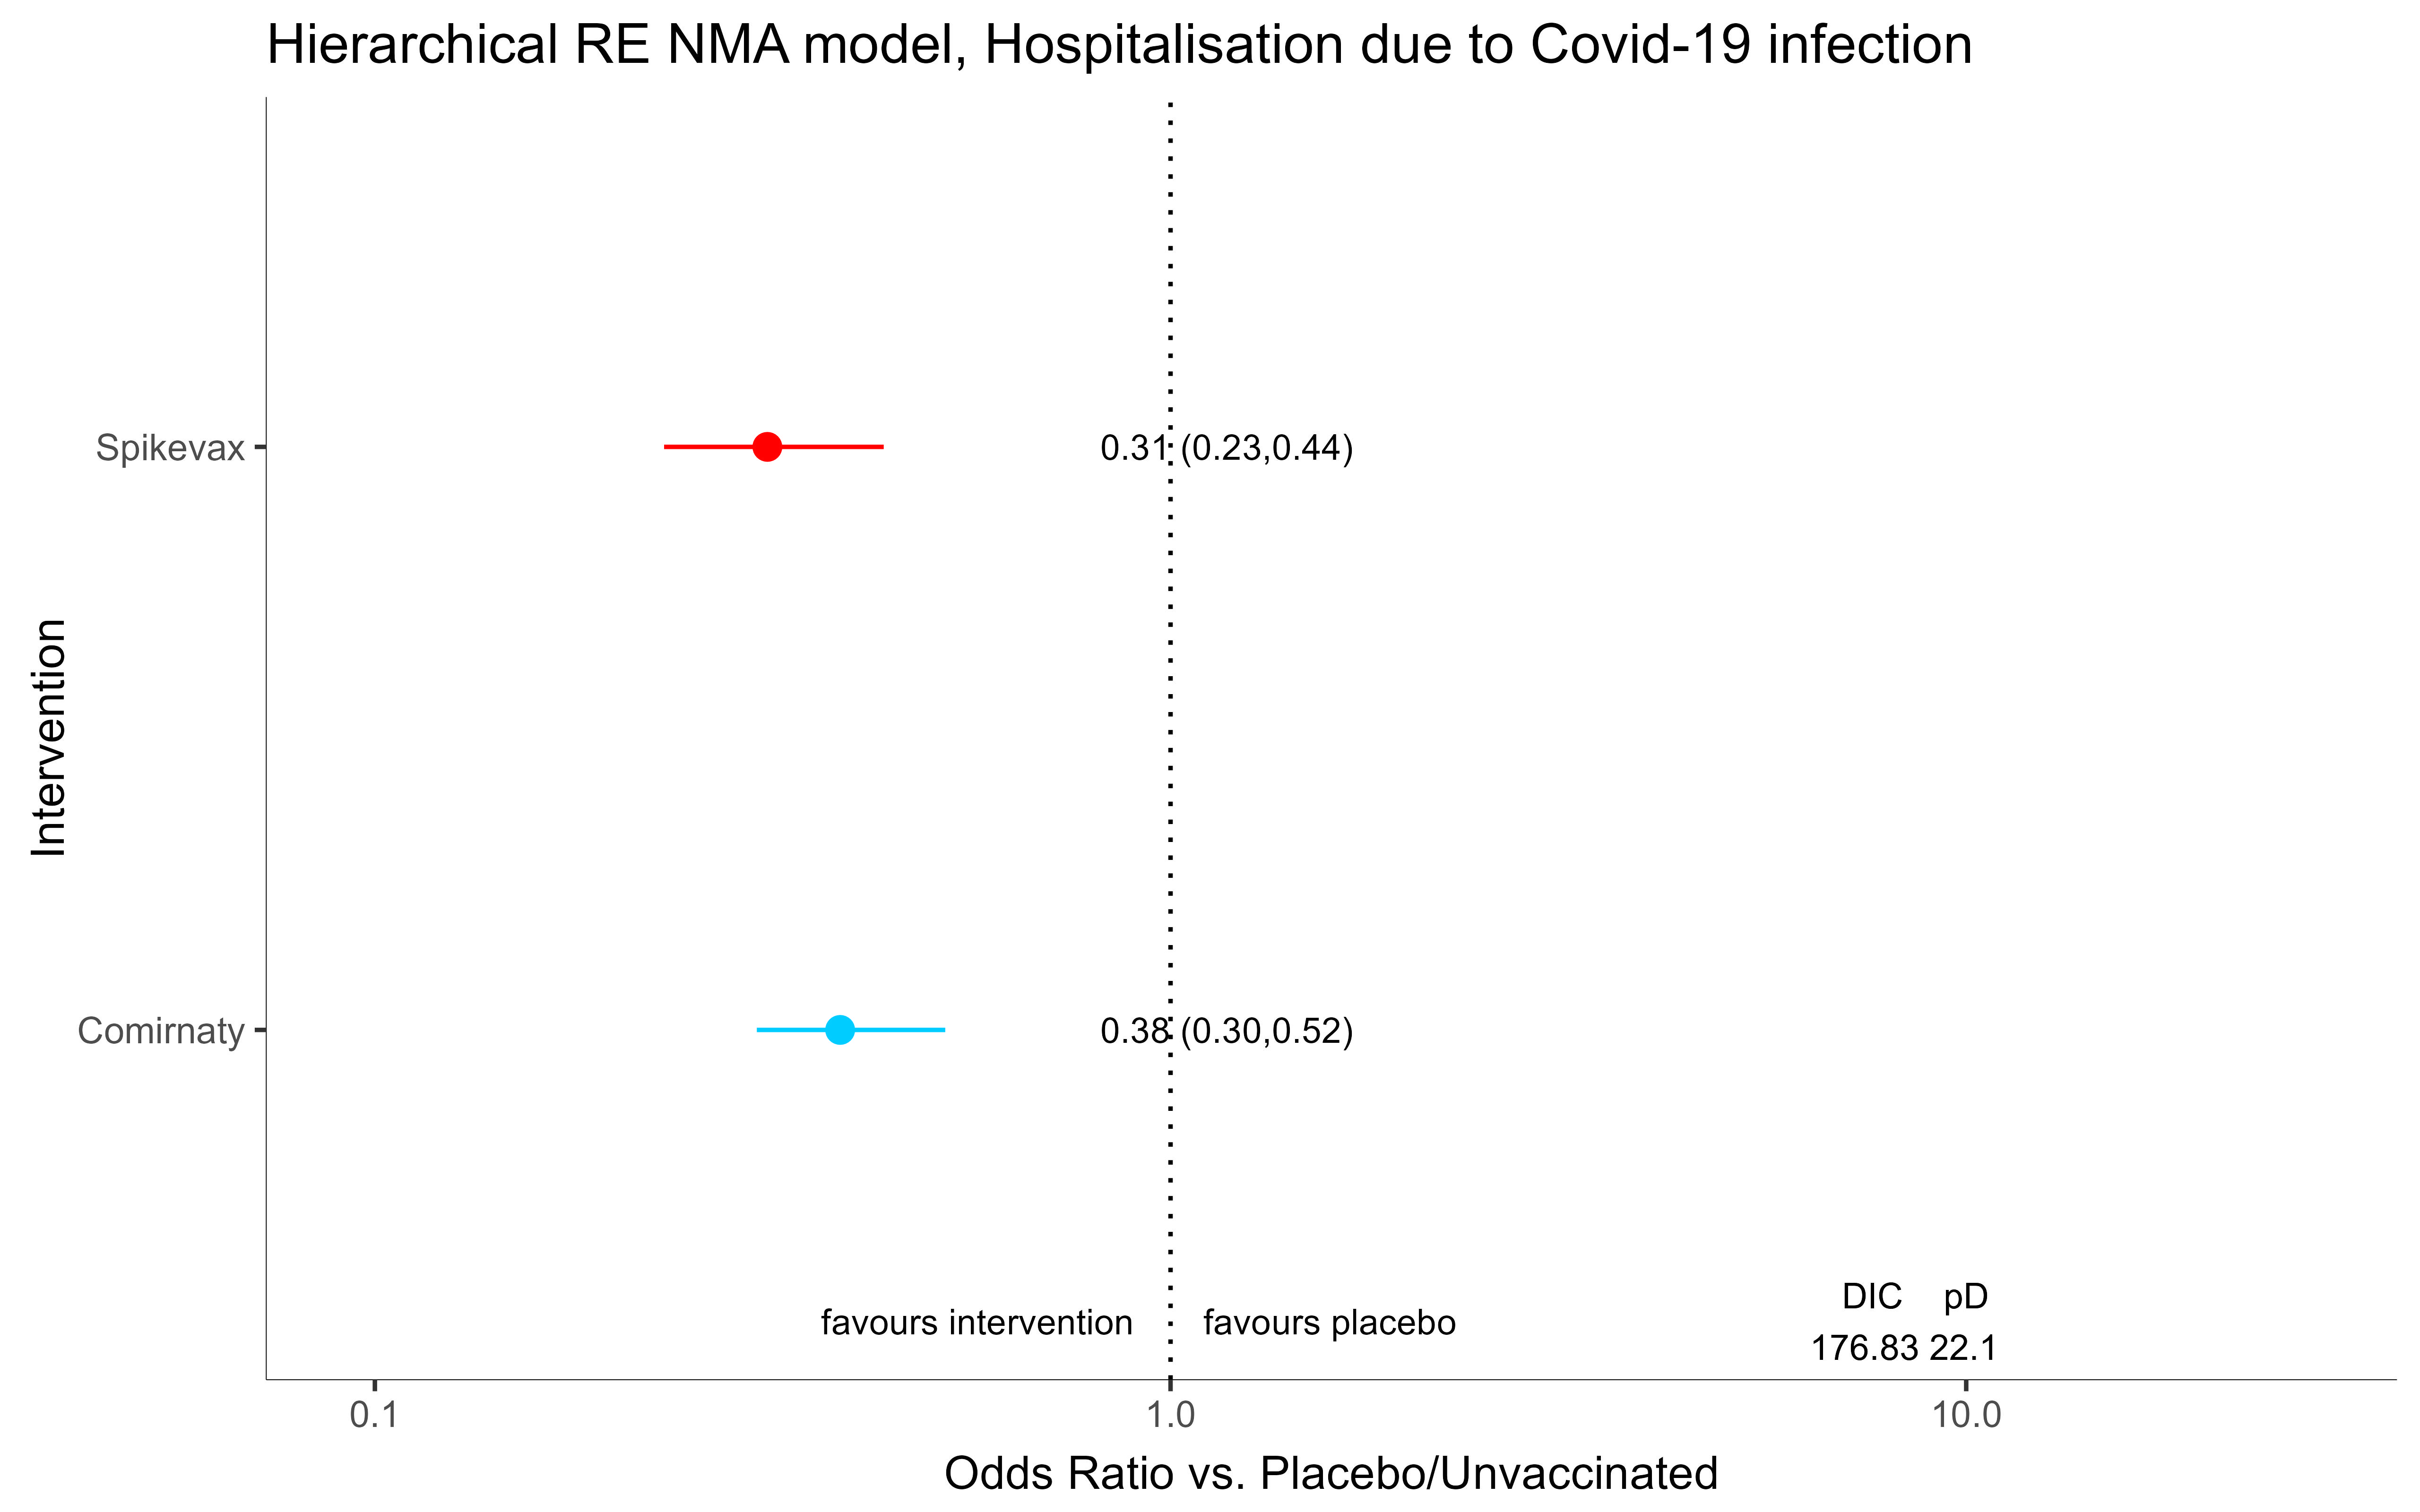 Hierarchical RE NMA model, Hospitalisation due to Covid-19 infection
Intervention
Spikevax
0.31 (0.23,0.44)
Comirnaty
0.38 (0.30,0.52)
favours intervention
favours placebo
DIC pD
176.83 22.1
0.1 1.0 10.0
Odds Ratio vs. Placebo/Unvaccinated